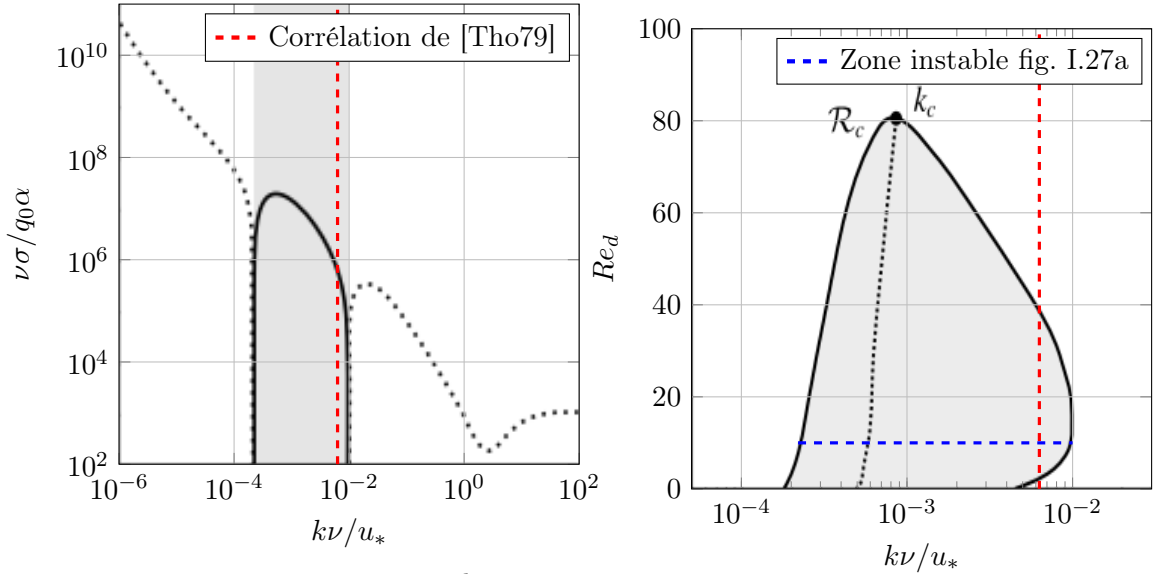 Corrélation de [Tho79]
10^10
10^8
10^6
10^4
10^2
νσ/q₀α
10^−6
10^−4
10^−2
10^0
10^2
kν/u_*
Zone instable fig. I.27a
100
80
60
40
20
0
Re_d
ℛ_c
k_c
10^−4
10^−3
10^−2
kν/u_*